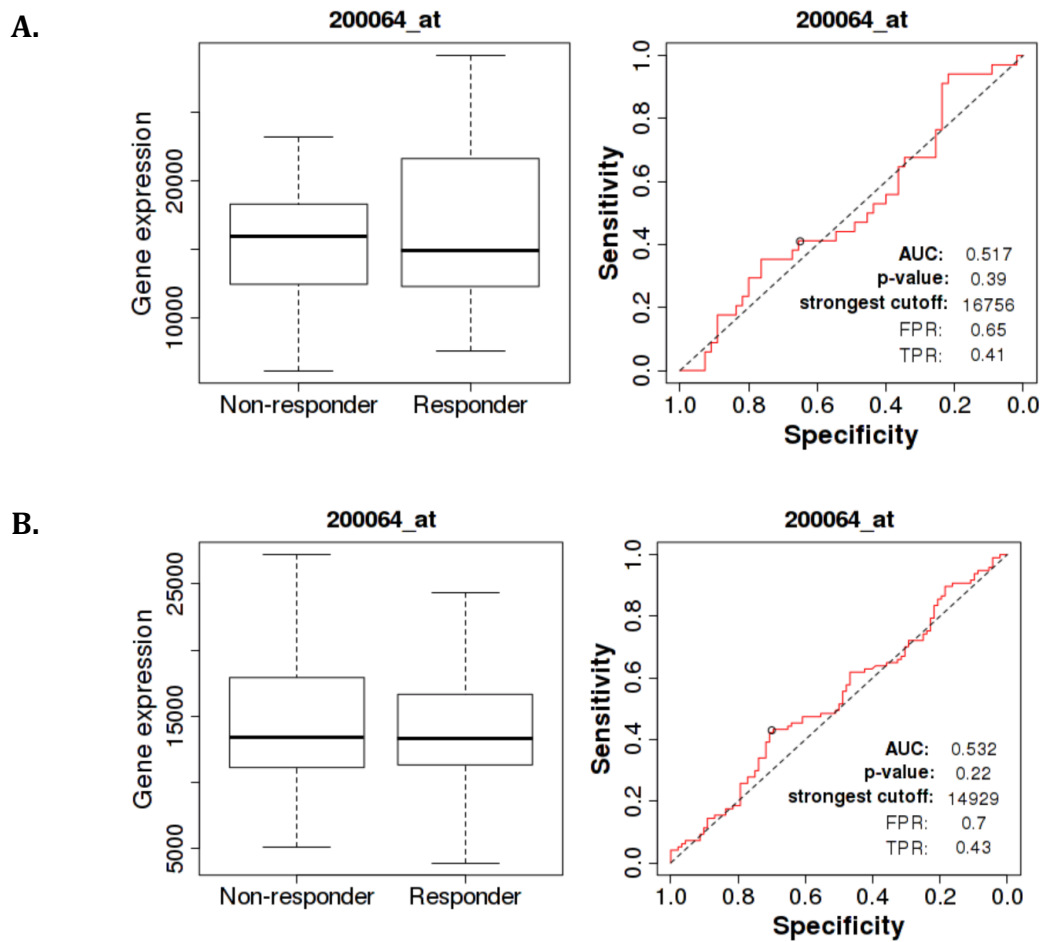 A.
200064_at
Gene expression
10000
20000
Non-responder
Responder
200064_at
Sensitivity
0.0
0.2
0.4
0.6
0.8
1.0
AUC: 0.517
p-value: 0.39
strongest cutoff: 16756
FPR: 0.65
TPR: 0.41
1.0 0.8 0.6 0.4 0.2 0.0
Specificity
B.
200064_at
Gene expression
5000
15000
25000
Non-responder
Responder
200064_at
Sensitivity
0.0
0.2
0.4
0.6
0.8
1.0
AUC: 0.532
p-value: 0.22
strongest cutoff: 14929
FPR: 0.7
TPR: 0.43
1.0 0.8 0.6 0.4 0.2 0.0
Specificity